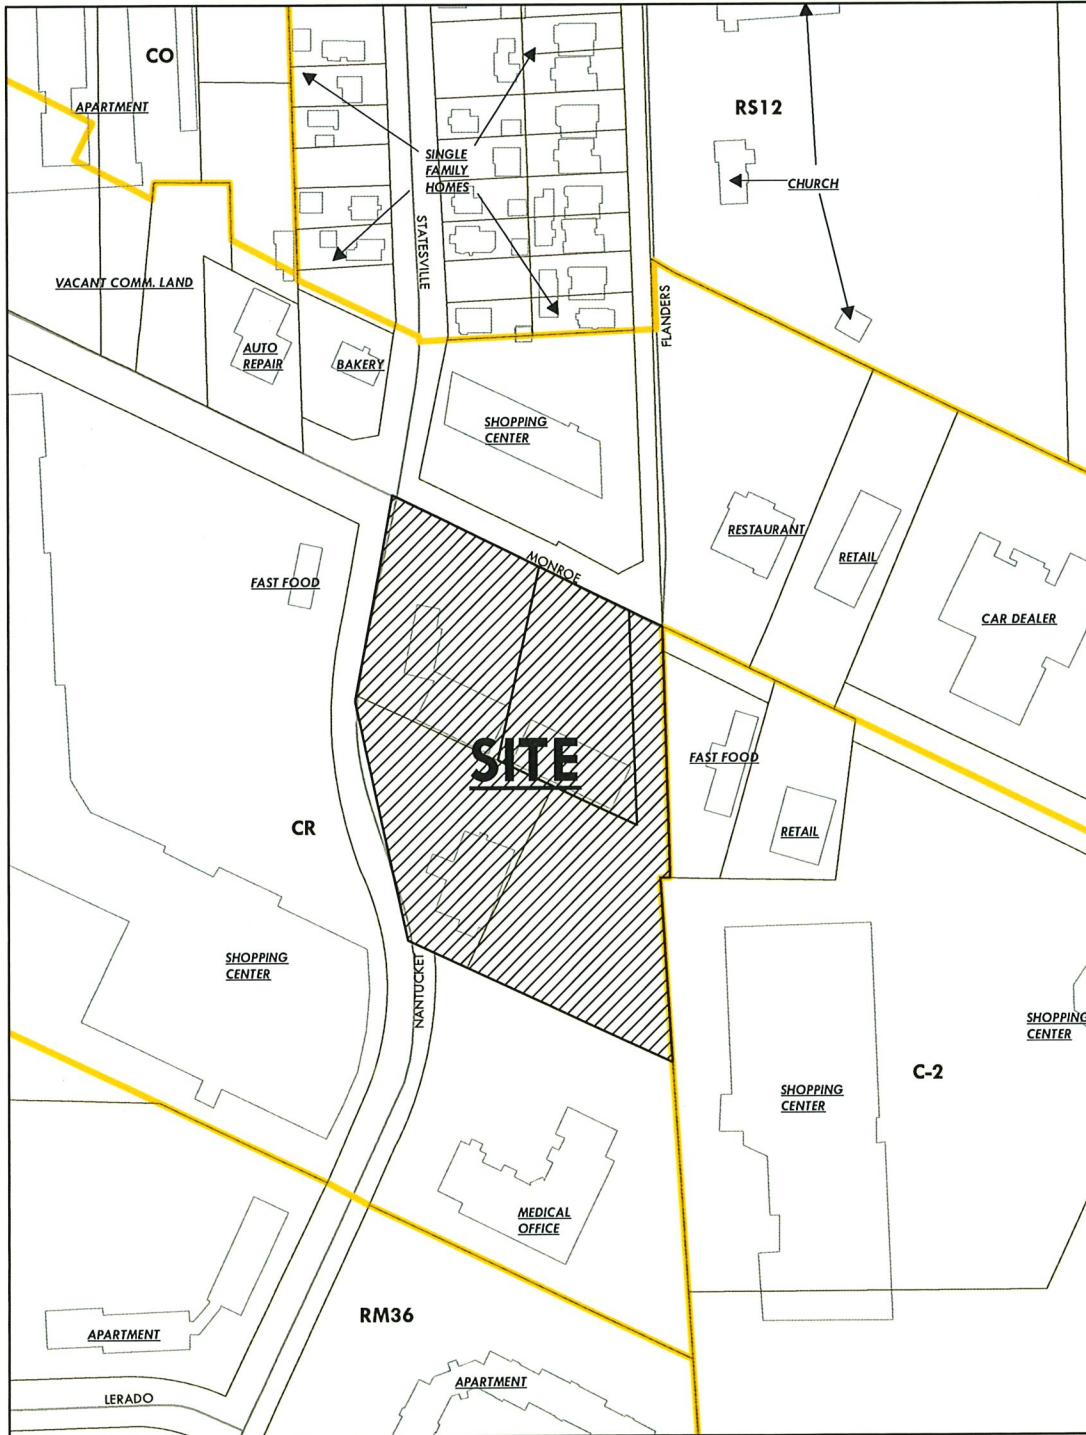 CO
APARTMENT
RS12
SINGLE
FAMILY
HOMES
CHURCH
STATESVILLE
VACANT COMM. LAND
FLANDERS
AUTO
REPAIR
BAKERY
SHOPPING
CENTER
RESTAURANT
RETAIL
MONROE
FAST FOOD
CAR DEALER
SITE
FAST FOOD
CR
RETAIL
SHOPPING
CENTER
NANTUCKET
SHOPPING
CENTER
C-2
SHOPPING
CENTER
MEDICAL
OFFICE
RM36
APARTMENT
APARTMENT
LERADO